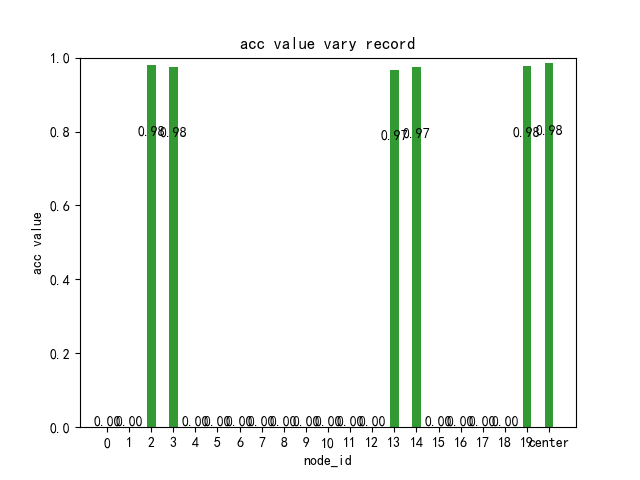 acc value vary record
1.0
0.8
0.6
0.4
0.2
0.0
acc value
0.98 0.98 0.97 0.97 0.98 0.98
0.00 0.00 0.00 0.00 0.00 0.00 0.00 0.00 0.00 0.00 0.00 0.00 0.00 0.00 0.00
0 1 2 3 4 5 6 7 8 9 10 11 12 13 14 15 16 17 18 19 center
node_id